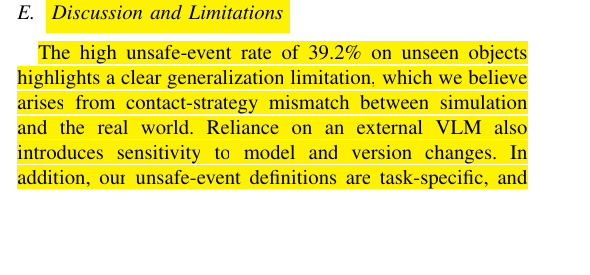 E. Discussion and Limitations
The high unsafe-event rate of 39.2% on unseen objects
highlights a clear generalization limitation, which we believe
arises from contact-strategy mismatch between simulation
and the real world. Reliance on an external VLM also
introduces sensitivity to model and version changes. In
addition, our unsafe-event definitions are task-specific, and